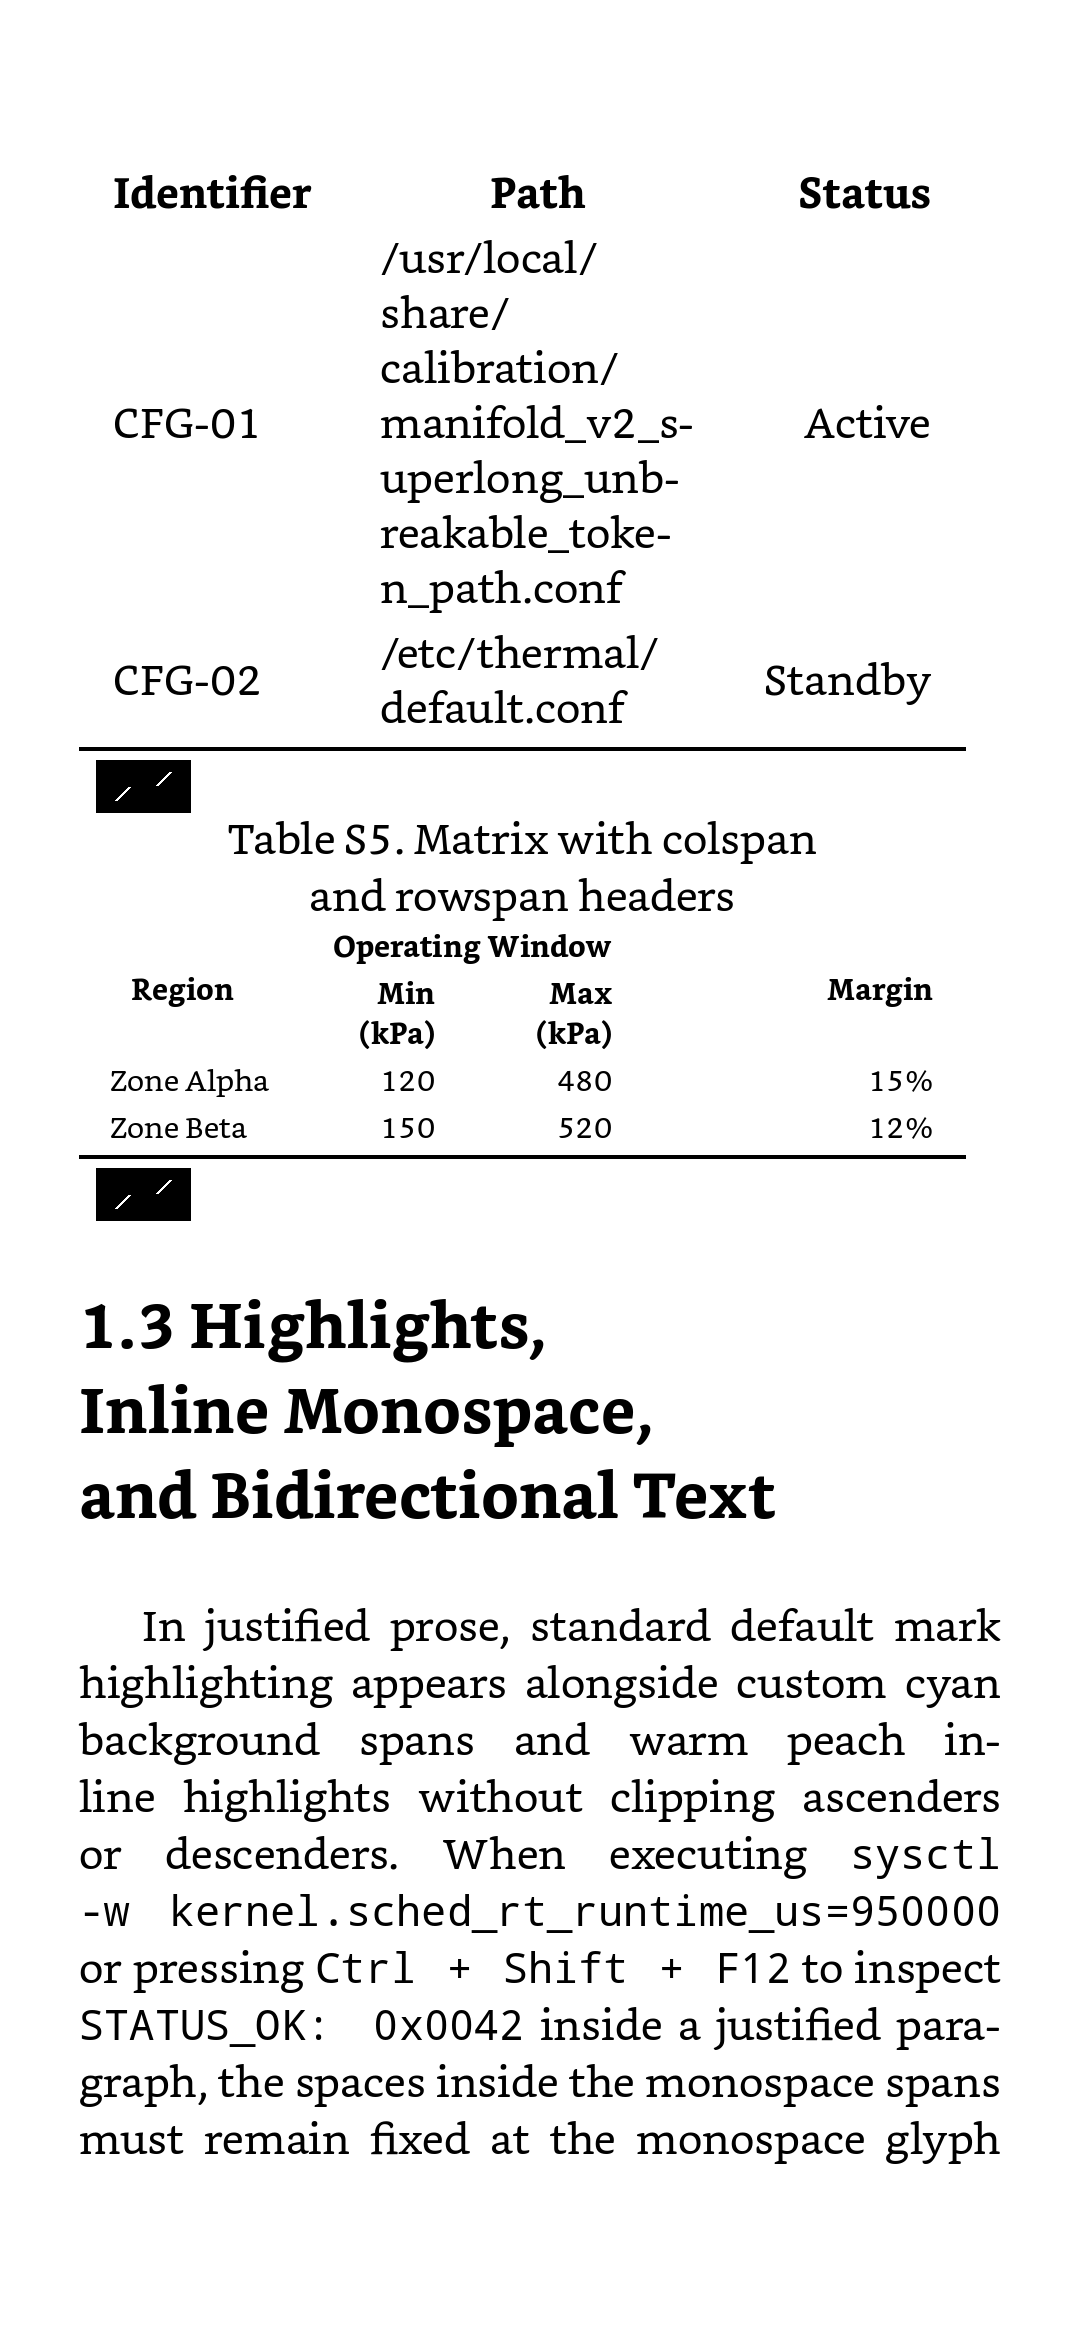 Identifier Path Status
/usr/local/
share/
calibration/
CFG-01 manifold_v2_s- Active
uperlong_unb-
reakable_toke-
n_path.conf
/etc/thermal/
CFG-02 Standby
default.conf
Table S5. Matrix with colspan
and rowspan headers
Operating Window
Region Margin
Min Max
(kPa) (kPa)
Zone Alpha 120 480 15%
Zone Beta 150 520 12%
1.3 Highlights,
Inline Monospace,
and Bidirectional Text
In justified prose, standard default mark
highlighting appears alongside custom cyan
background spans and warm peach in-
line highlights without clipping ascenders
or descenders. When executing sysctl
-w kernel.sched_rt_runtime_us=950000
or pressing Ctrl + Shift + F12 to inspect
STATUS_OK: 0x0042 inside a justified para-
graph, the spaces inside the monospace spans
must remain fixed at the monospace glyph